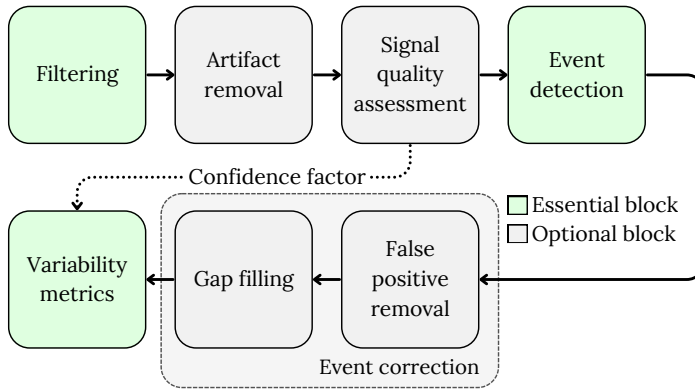 Filtering
Artifact
removal
Signal
quality
assessment
Event
detection
Confidence factor
Essential block
Optional block
Variability
metrics
Gap filling
False
positive
removal
Event correction